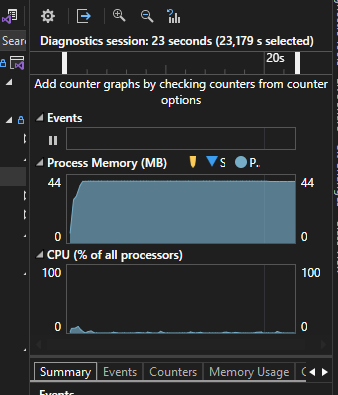 Sear
Diagnostics session: 23 seconds (23,179 s selected)
20s
Add counter graphs by checking counters from counter
options
Events
Process Memory (MB) S P..
44 44
0 0
CPU (% of all processors)
100 100
0 0
Summary Events Counters Memory Usage
Events